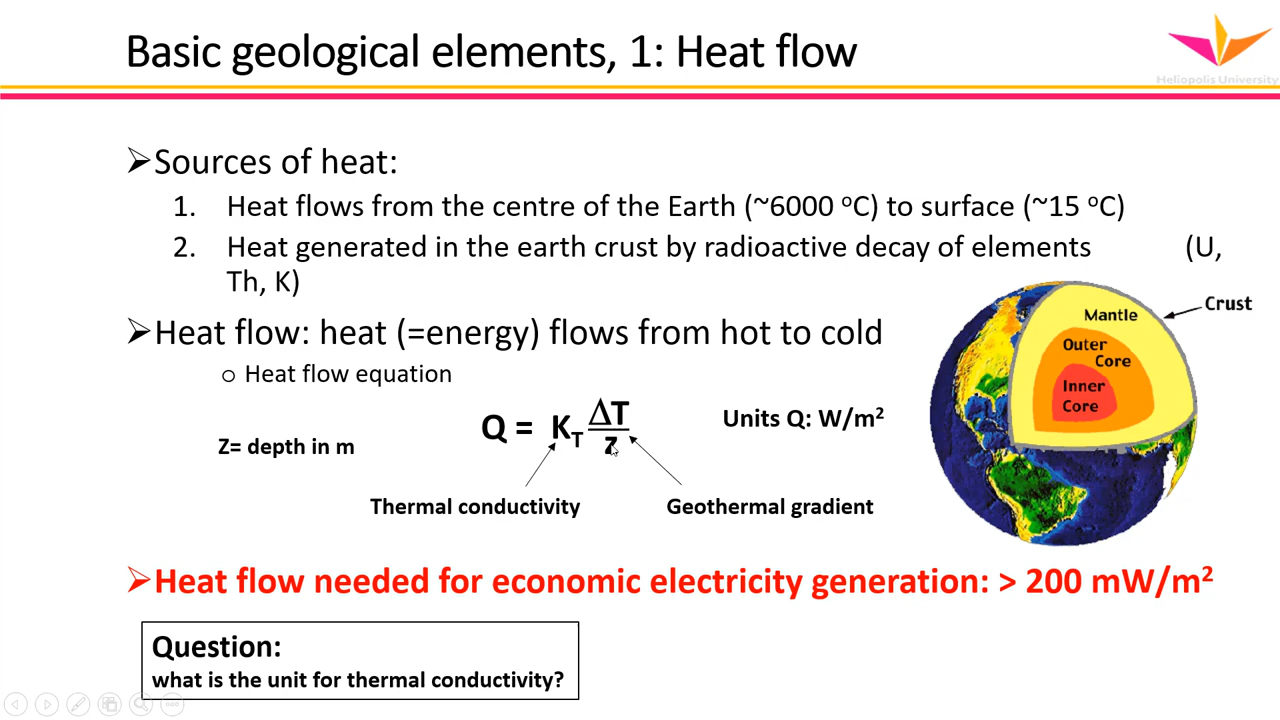 Basic geological elements, 1: Heat flow
Heliopolis University
➢Sources of heat:
1. Heat flows from the centre of the Earth (~6000 ᵒC) to surface (~15 ᵒC)
2. Heat generated in the earth crust by radioactive decay of elements (U,
Th, K)
Crust
Mantle
Outer
Core
Inner
Core
➢Heat flow: heat (=energy) flows from hot to cold
o Heat flow equation
Q = K_T ΔT/z
Units Q: W/m²
Z= depth in m
Thermal conductivity
Geothermal gradient
➢Heat flow needed for economic electricity generation: > 200 mW/m²
Question:
what is the unit for thermal conductivity?